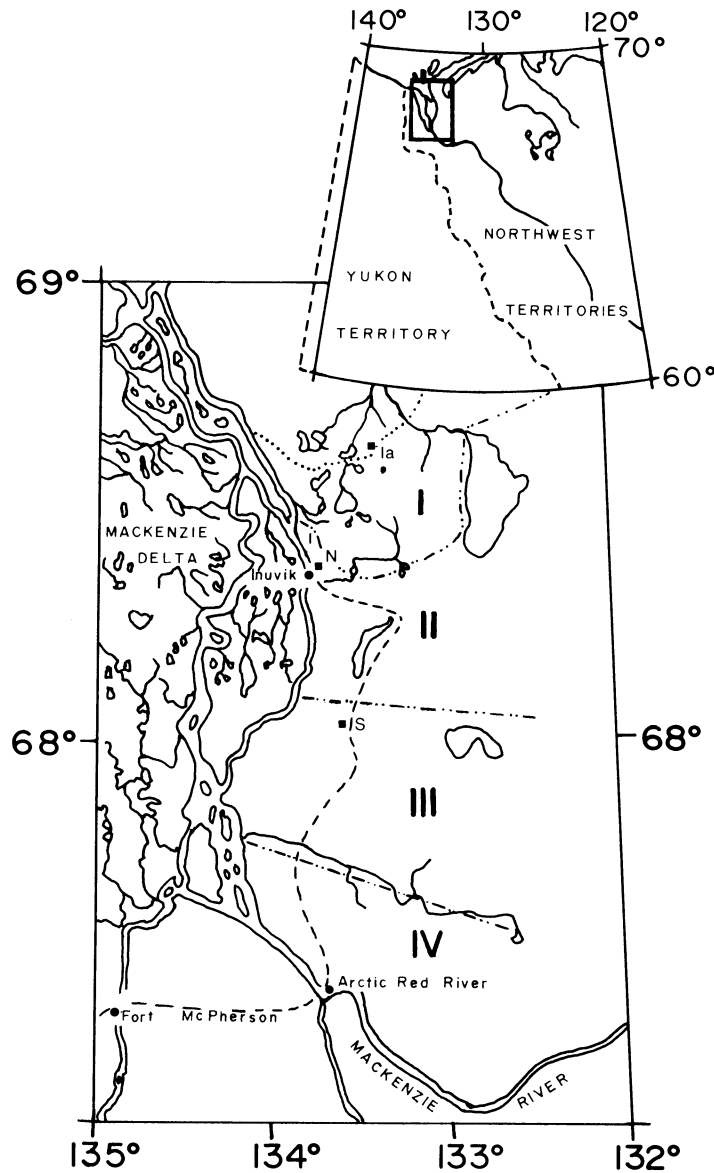 140° 130° 120°
70°
NORTHWEST
YUKON
TERRITORIES
TERRITORY
60°
69°
Ia
I
MACKENZIE
DELTA
N
Inuvik
II
S
68° 68°
III
IV
Arctic Red River
Fort McPherson
MACKENZIE RIVER
135° 134° 133° 132°